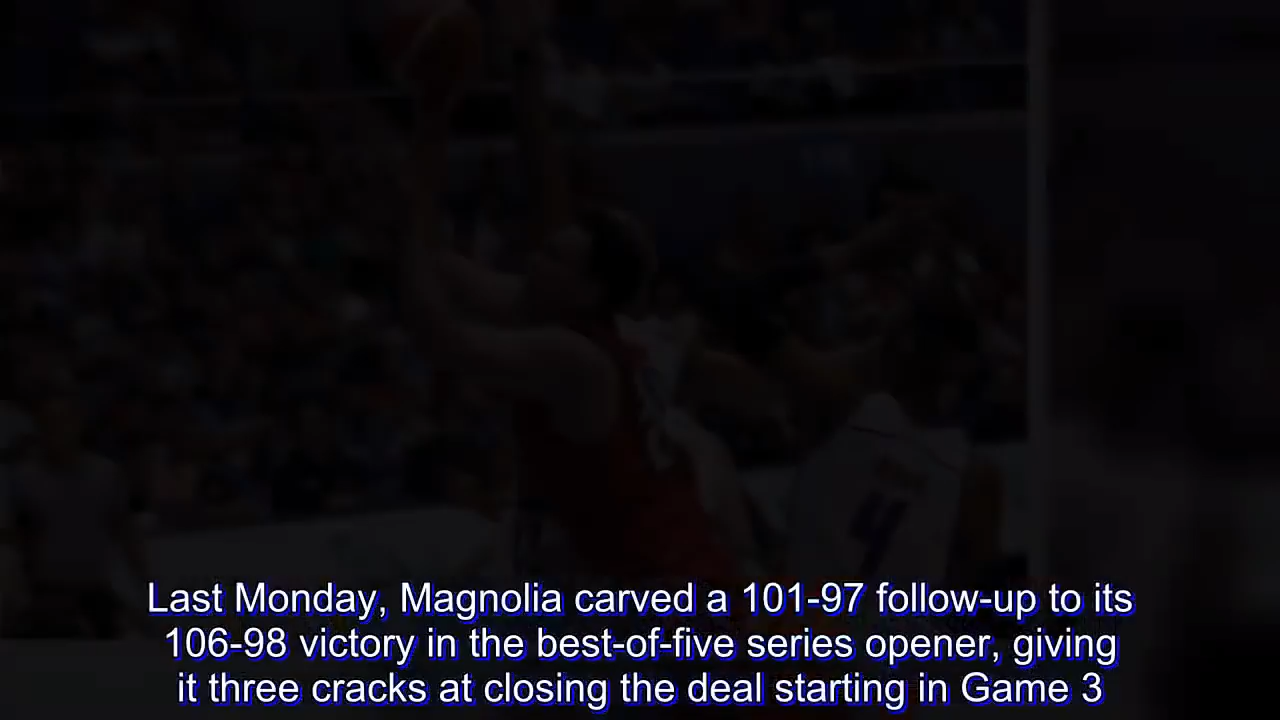 Last Monday, Magnolia carved a 101-97 follow-up to its
106-98 victory in the best-of-five series opener, giving
it three cracks at closing the deal starting in Game 3